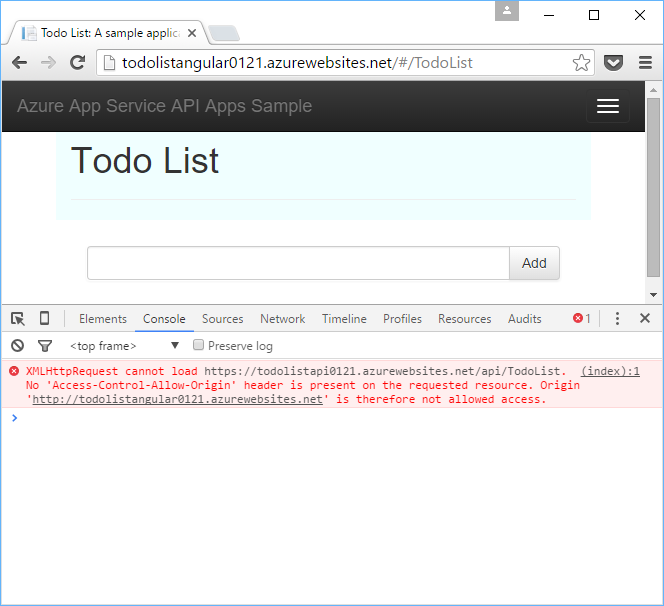 Todo List: A sample applica
todolistangular0121.azurewebsites.net/#/TodoList
Azure App Service API Apps Sample
Todo List
Add
Elements Console Sources Network Timeline Profiles Resources Audits 1
<top frame> Preserve log
XMLHttpRequest cannot load https://todolistapi0121.azurewebsites.net/api/TodoList. (index):1
No 'Access-Control-Allow-Origin' header is present on the requested resource. Origin
'http://todolistangular0121.azurewebsites.net' is therefore not allowed access.